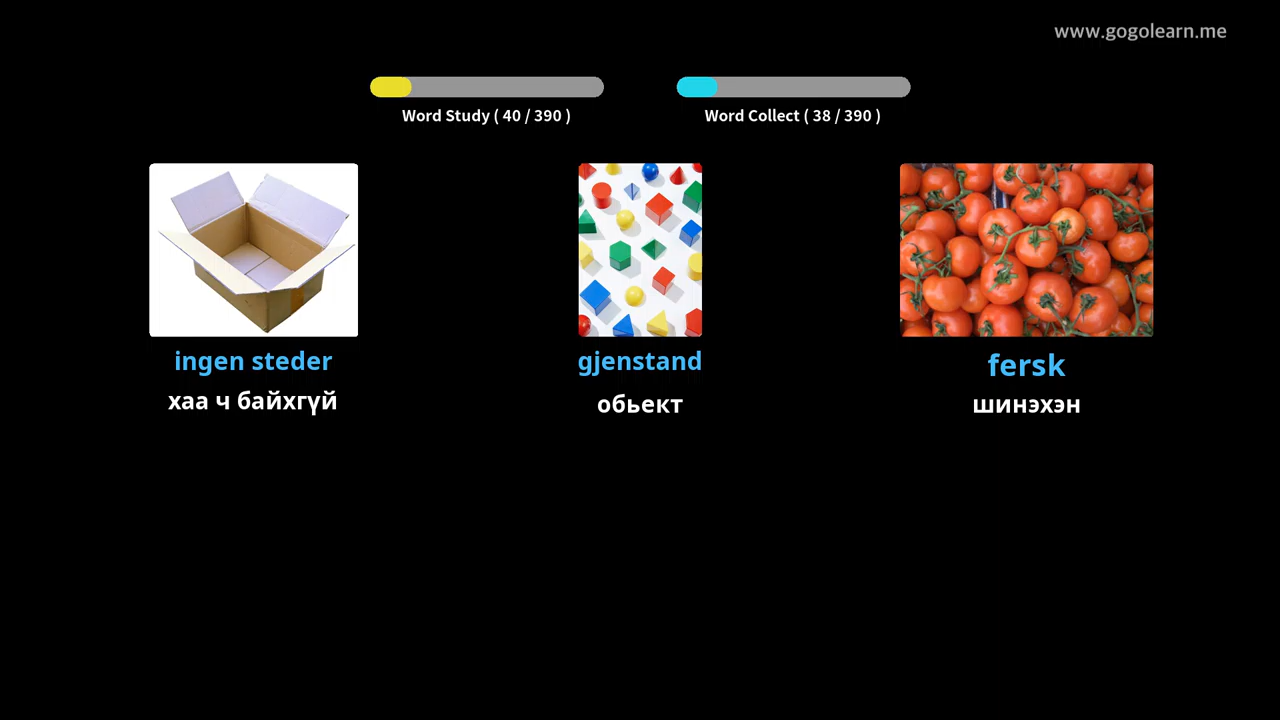 www.gogolearn.me
Word Study ( 40 / 390 )
Word Collect ( 38 / 390 )
ingen steder
хаа ч байхгүй
gjenstand
обьект
fersk
шинэхэн